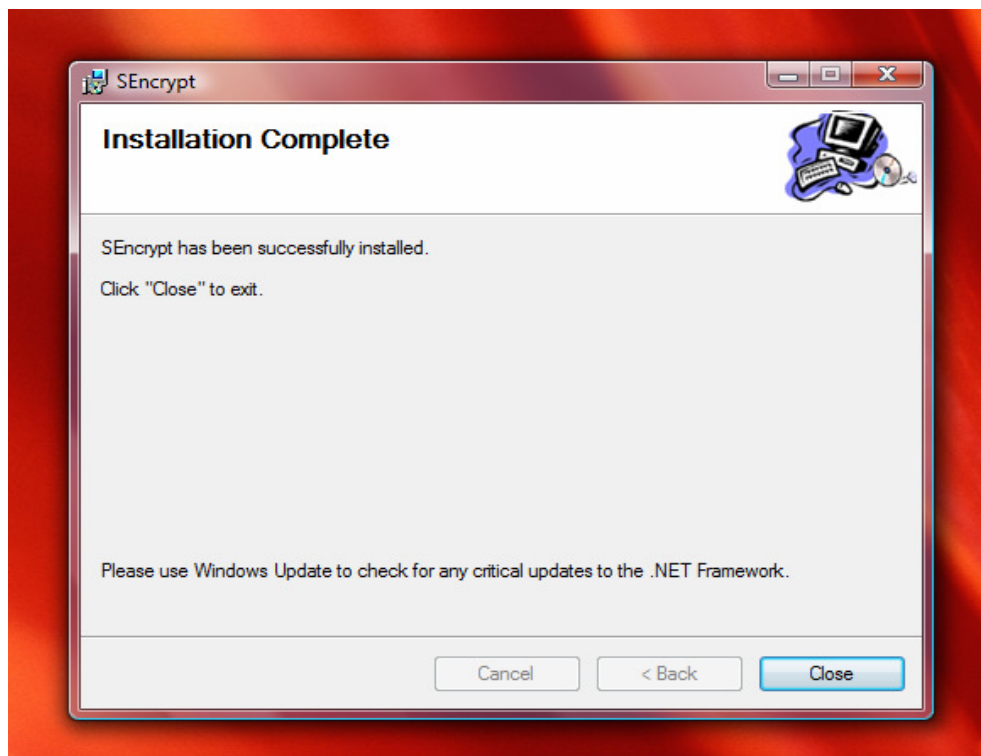 SEncrypt
Installation Complete
SEncrypt has been successfully installed.
Click "Close" to exit.
Please use Windows Update to check for any critical updates to the .NET Framework.
Cancel
< Back
Close